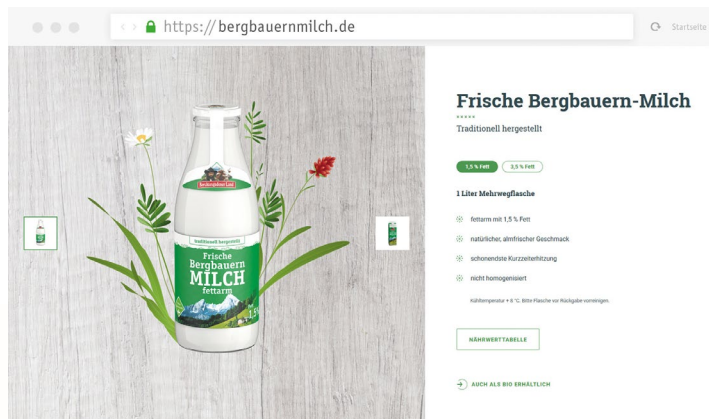 https://bergbauernmilch.de
Startseite
Frische Bergbauern-Milch
Traditionell hergestellt
1,5 % Fett
3,5 % Fett
1 Liter Mehrwegflasche
fettarm mit 1,5 % Fett
natürlicher, almfrischer Geschmack
schonendste Kurzzeiterhitzung
nicht homogenisiert
Kühltemperatur + 8 °C. Bitte Flasche vor Rückgabe vorreinigen.
NÄHRWERTTABELLE
AUCH ALS BIO ERHÄLTLICH
Berchtesgadener Land
traditionell hergestellt
Frische
Bergbauern
MILCH
fettarm
1,5%